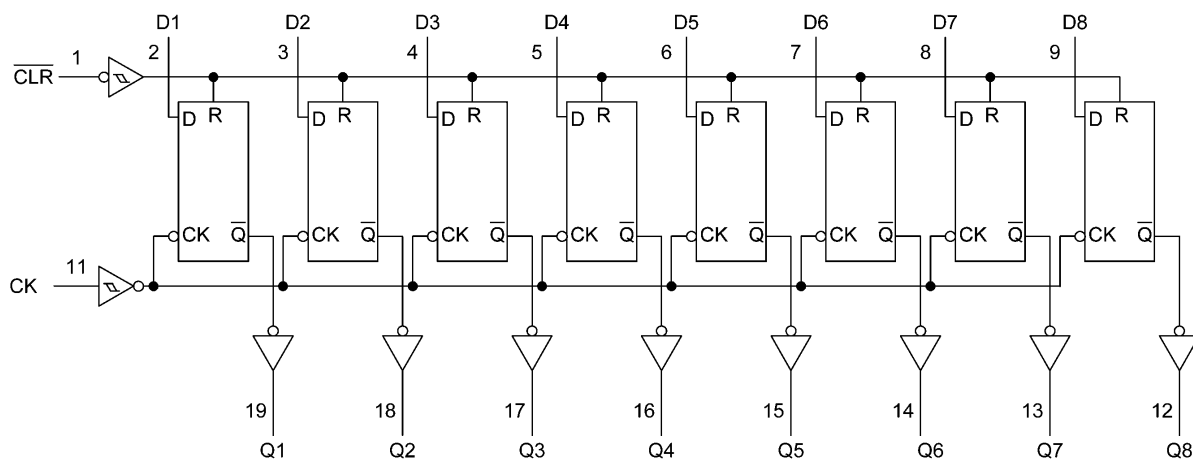 D1 D2 D3 D4 D5 D6 D7 D8
1 2 3 4 5 6 7 8 9
C̅L̅R̅
D R D R D R D R D R D R D R D R
CK Q̅ CK Q̅ CK Q̅ CK Q̅ CK Q̅ CK Q̅ CK Q̅ CK Q̅
11
CK
19 18 17 16 15 14 13 12
Q1 Q2 Q3 Q4 Q5 Q6 Q7 Q8